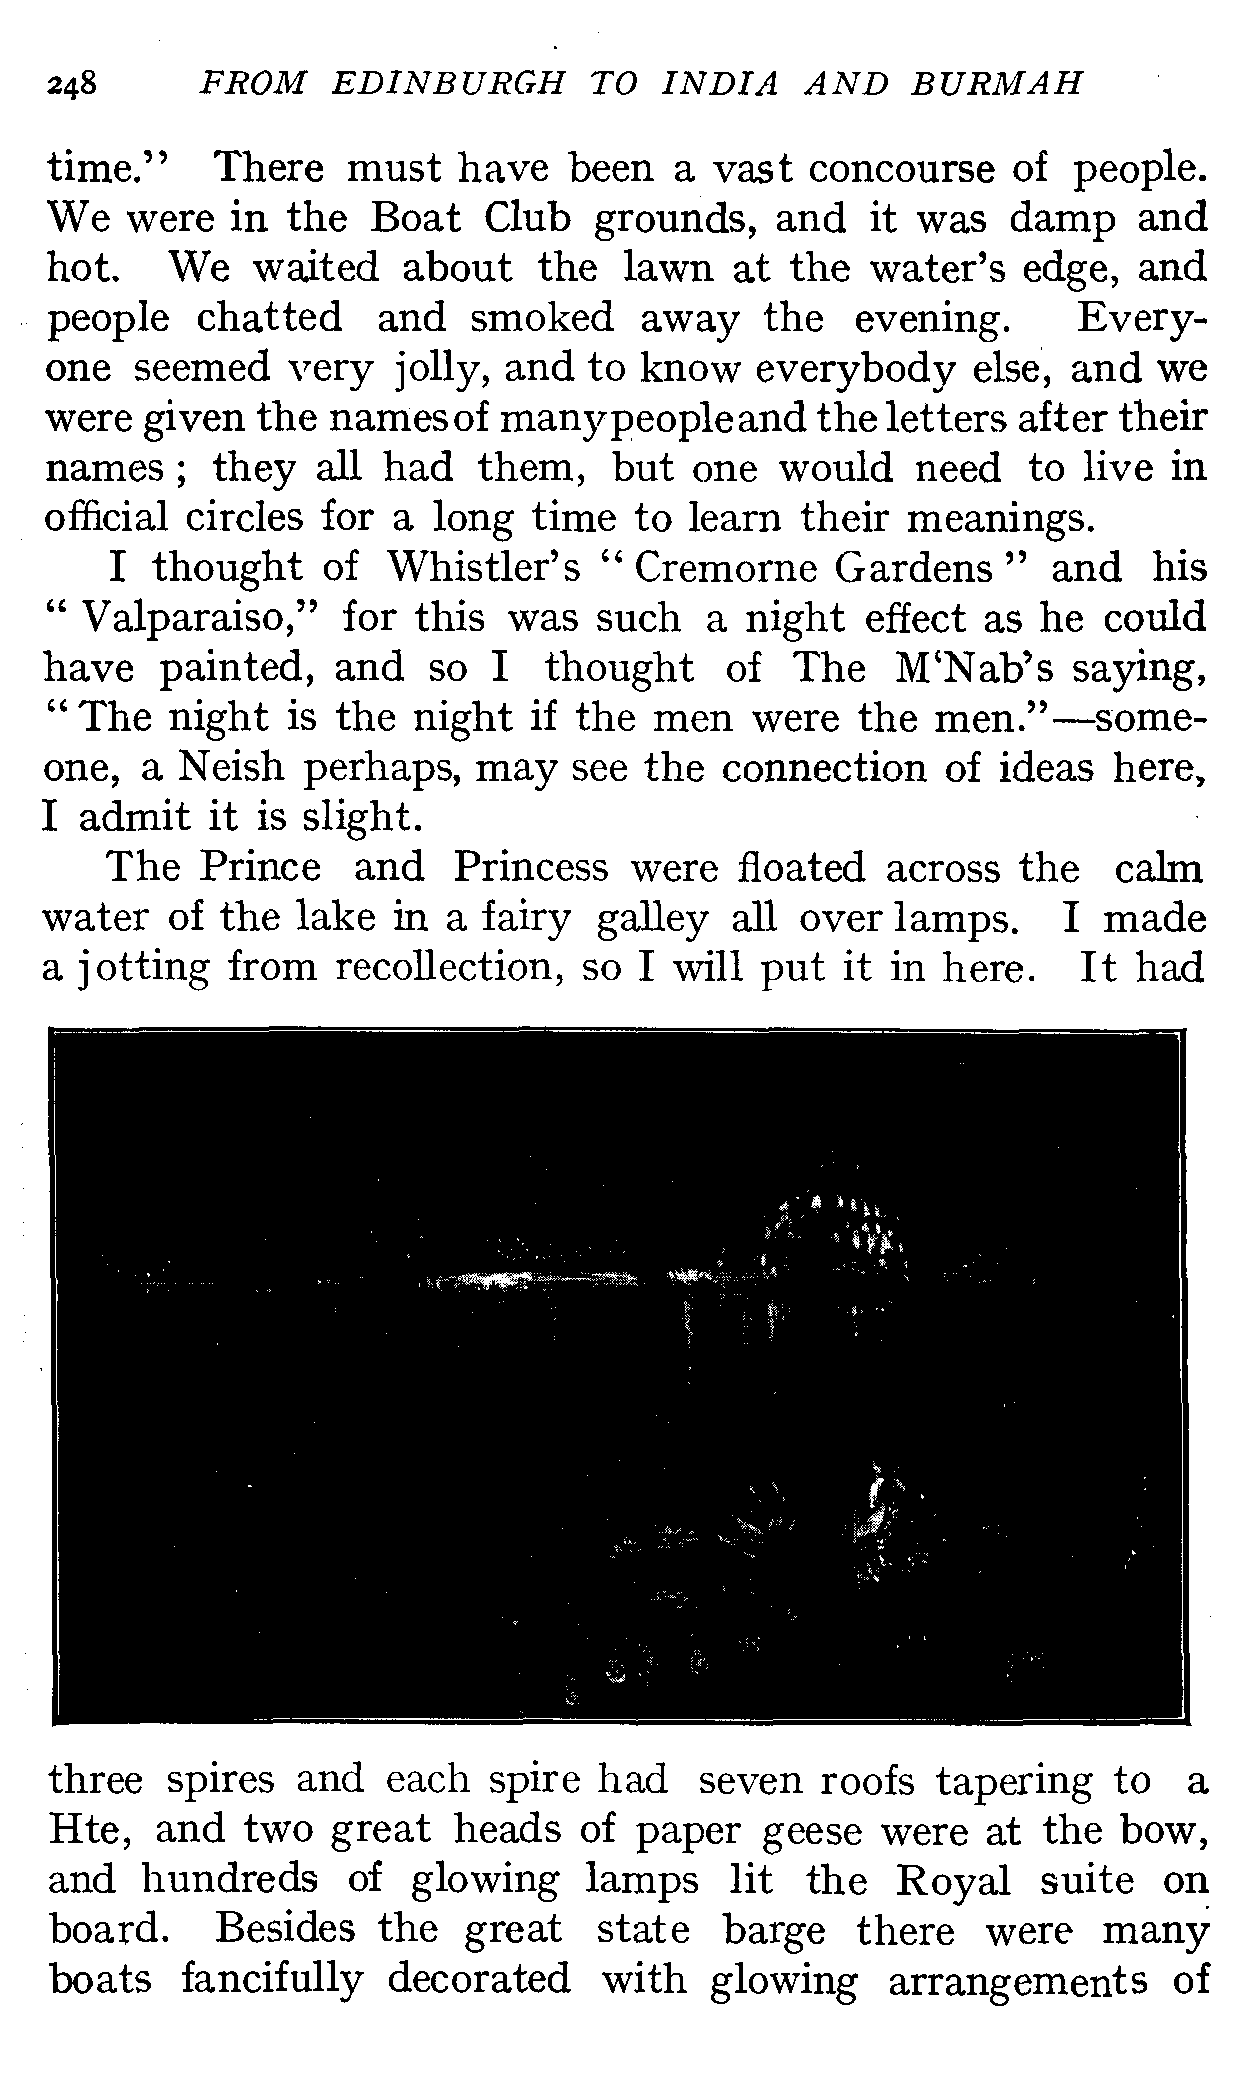 248 FROM EDINBURGH TO INDIA AND BURMAH
time.” There must have been a vast concourse of people.
We were in the Boat Club grounds, and it was damp and
hot. We waited about the lawn at the water’s edge, and
people chatted and smoked away the evening. Every-
one seemed very jolly, and to know everybody else, and we
were given the names of many people and the letters after their
names ; they all had them, but one would need to live in
official circles for a long time to learn their meanings.
I thought of Whistler’s “ Cremorne Gardens ” and his
“ Valparaiso,” for this was such a night effect as he could
have painted, and so I thought of The M‘Nab’s saying,
“ The night is the night if the men were the men.”—some-
one, a Neish perhaps, may see the connection of ideas here,
I admit it is slight.
The Prince and Princess were floated across the calm
water of the lake in a fairy galley all over lamps. I made
a jotting from recollection, so I will put it in here. It had
three spires and each spire had seven roofs tapering to a
Hte, and two great heads of paper geese were at the bow,
and hundreds of glowing lamps lit the Royal suite on
board. Besides the great state barge there were many
boats fancifully decorated with glowing arrangements of